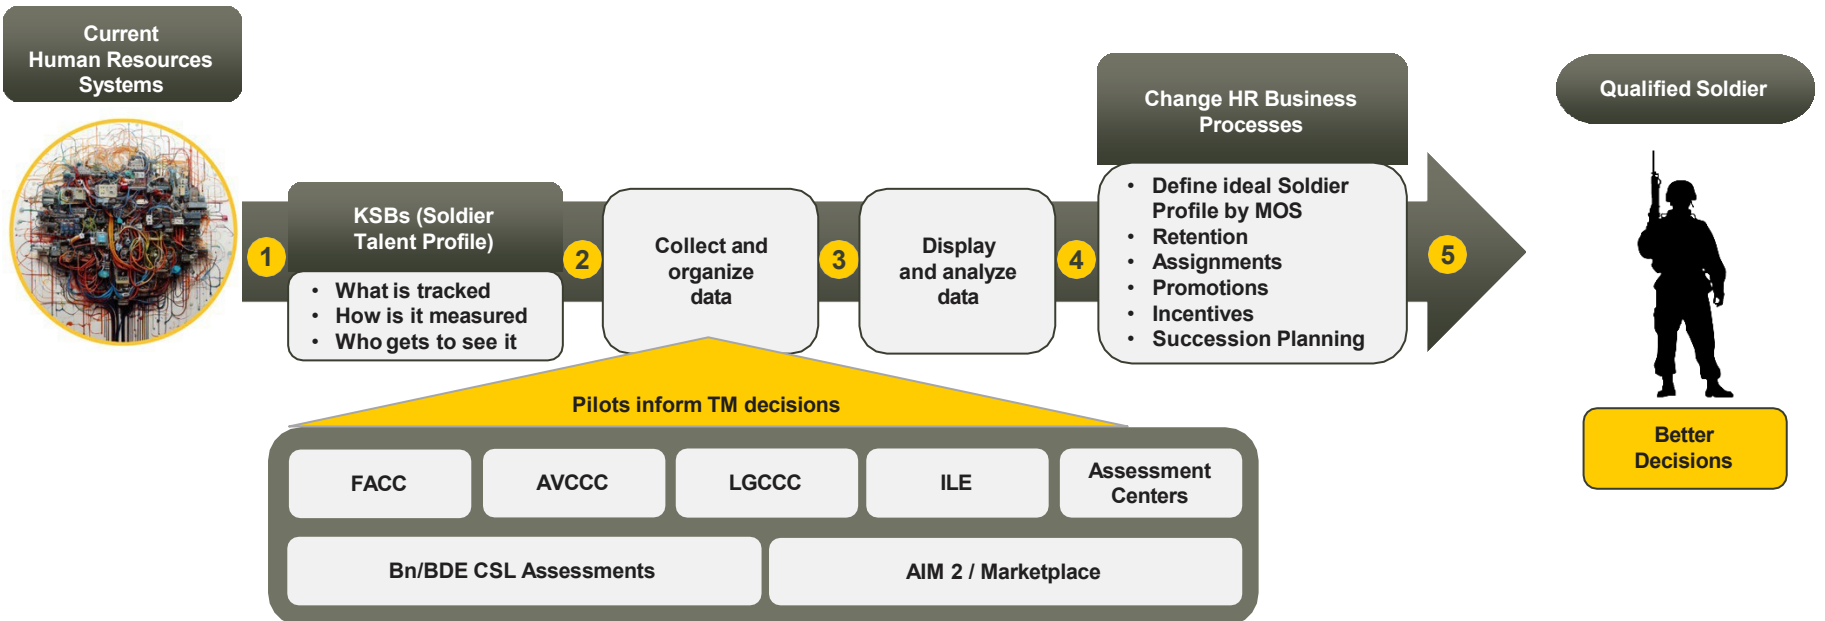 Current
Human Resources
Systems
1
KSBs (Soldier
Talent Profile)
• What is tracked
• How is it measured
• Who gets to see it
2
Collect and
organize
data
3
Display
and analyze
data
4
Change HR Business
Processes
• Define ideal Soldier
Profile by MOS
• Retention
• Assignments
• Promotions
• Incentives
• Succession Planning
5
Qualified Soldier
Better
Decisions
Pilots inform TM decisions
FACC
AVCCC
LGCCC
ILE
Assessment
Centers
Bn/BDE CSL Assessments
AIM 2 / Marketplace